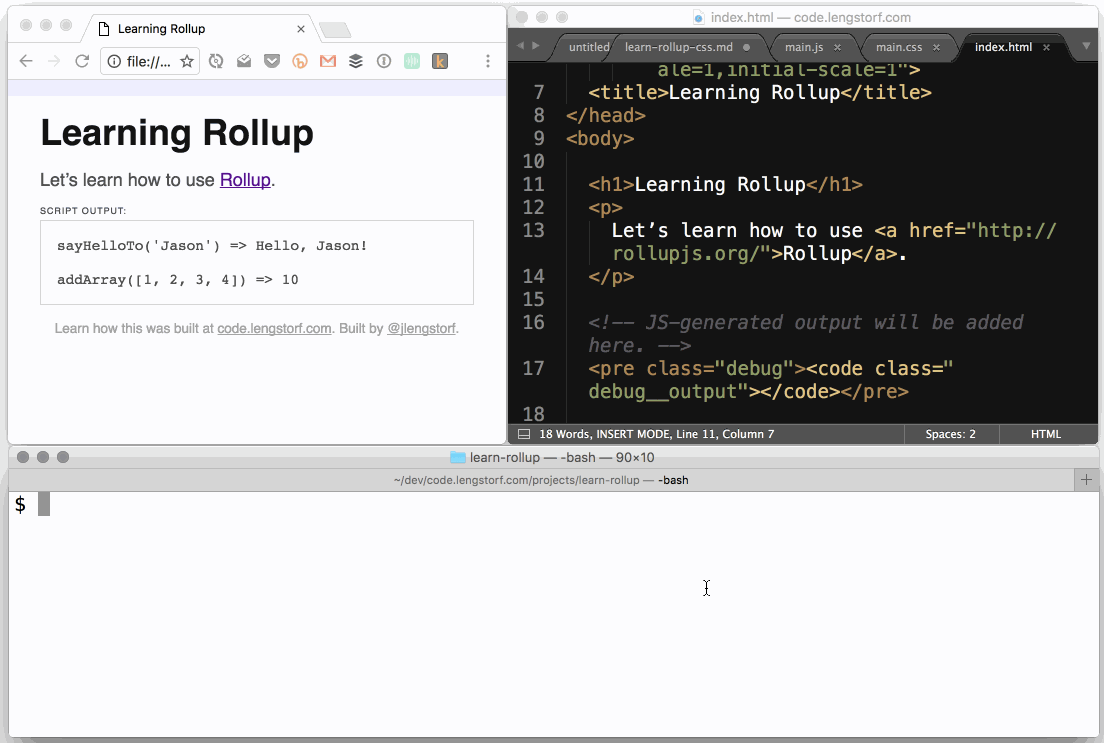 Learning Rollup
file://...
Learning Rollup
Let’s learn how to use Rollup.
SCRIPT OUTPUT:
sayHelloTo('Jason') => Hello, Jason!
addArray([1, 2, 3, 4]) => 10
Learn how this was built at code.lengstorf.com. Built by @jlengstorf.
index.html — code.lengstorf.com
untitled
learn-rollup-css.md
main.js
main.css
index.html
ale=1,initial-scale=1">
7 <title>Learning Rollup</title>
8 </head>
9 <body>
10
11 <h1>Learning Rollup</h1>
12 <p>
13 Let’s learn how to use <a href="http://
rollupjs.org/">Rollup</a>.
14 </p>
15
16 <!-- JS-generated output will be added
here. -->
17 <pre class="debug"><code class="
debug__output"></code></pre>
18
18 Words, INSERT MODE, Line 11, Column 7
Spaces: 2
HTML
learn-rollup — -bash — 90×10
~/dev/code.lengstorf.com/projects/learn-rollup — -bash
$